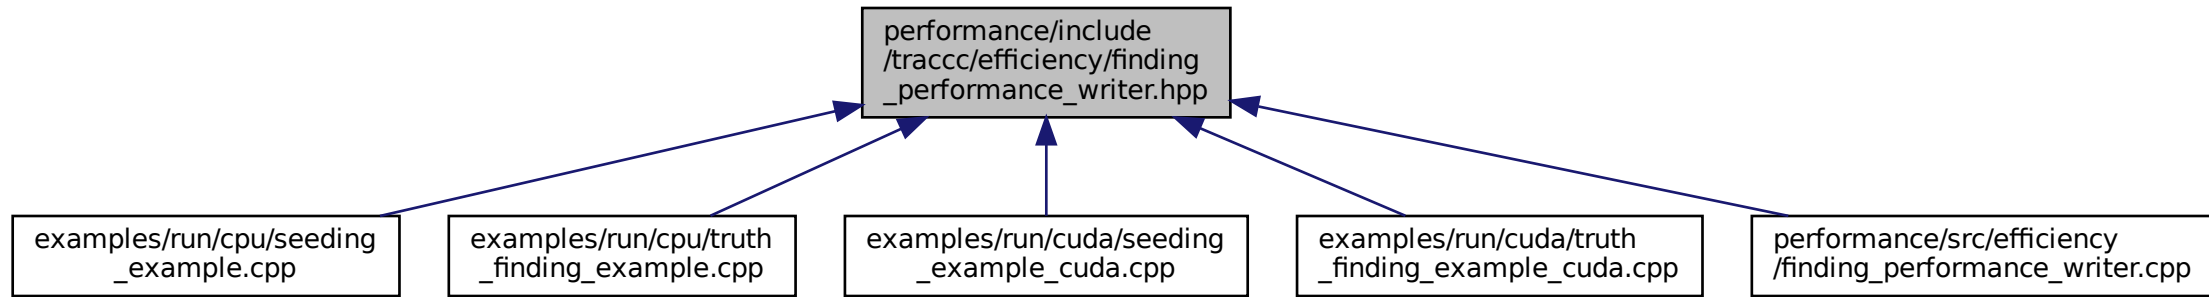 performance/include
/traccc/efficiency/finding
_performance_writer.hpp
examples/run/cpu/seeding
_example.cpp
examples/run/cpu/truth
_finding_example.cpp
examples/run/cuda/seeding
_example_cuda.cpp
examples/run/cuda/truth
_finding_example_cuda.cpp
performance/src/efficiency
/finding_performance_writer.cpp